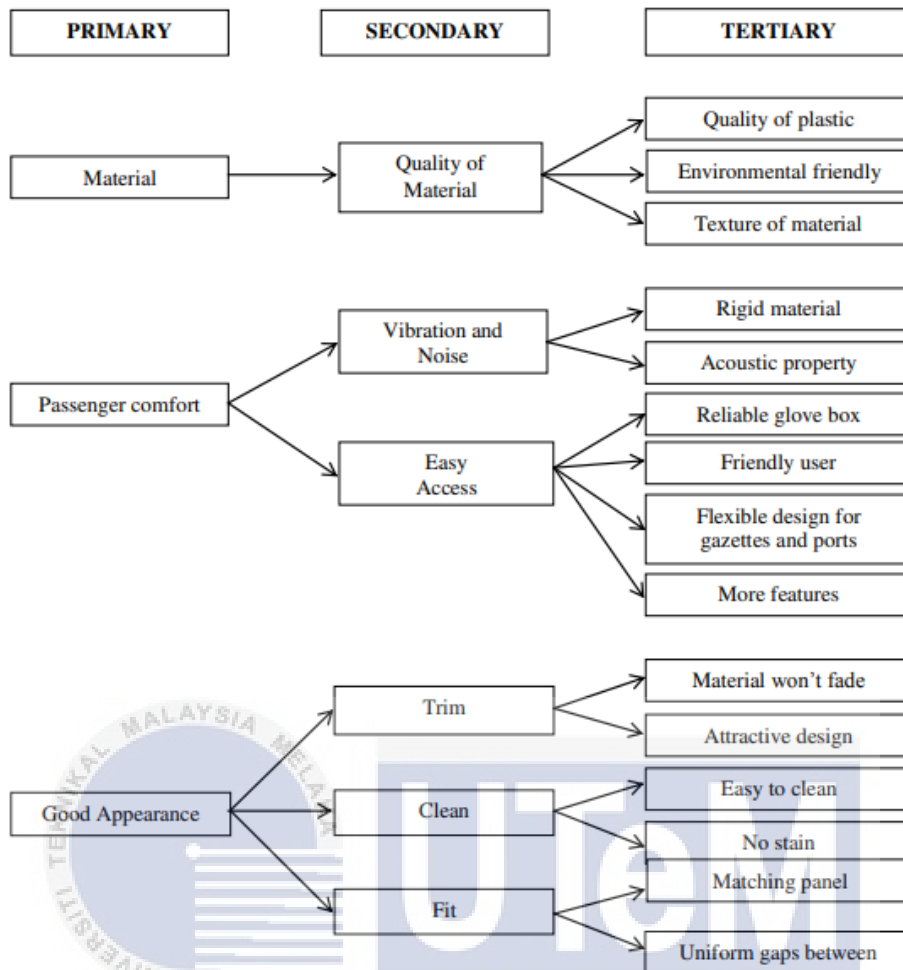 PRIMARY
SECONDARY
TERTIARY
Material
Quality of
Material
Quality of plastic
Environmental friendly
Texture of material
Passenger comfort
Vibration and
Noise
Rigid material
Acoustic property
Easy
Access
Reliable glove box
Friendly user
Flexible design for
gazettes and ports
More features
Good Appearance
Trim
Material won't fade
Attractive design
Clean
Easy to clean
No stain
Fit
Matching panel
Uniform gaps between
MALAYSIA
UTeM